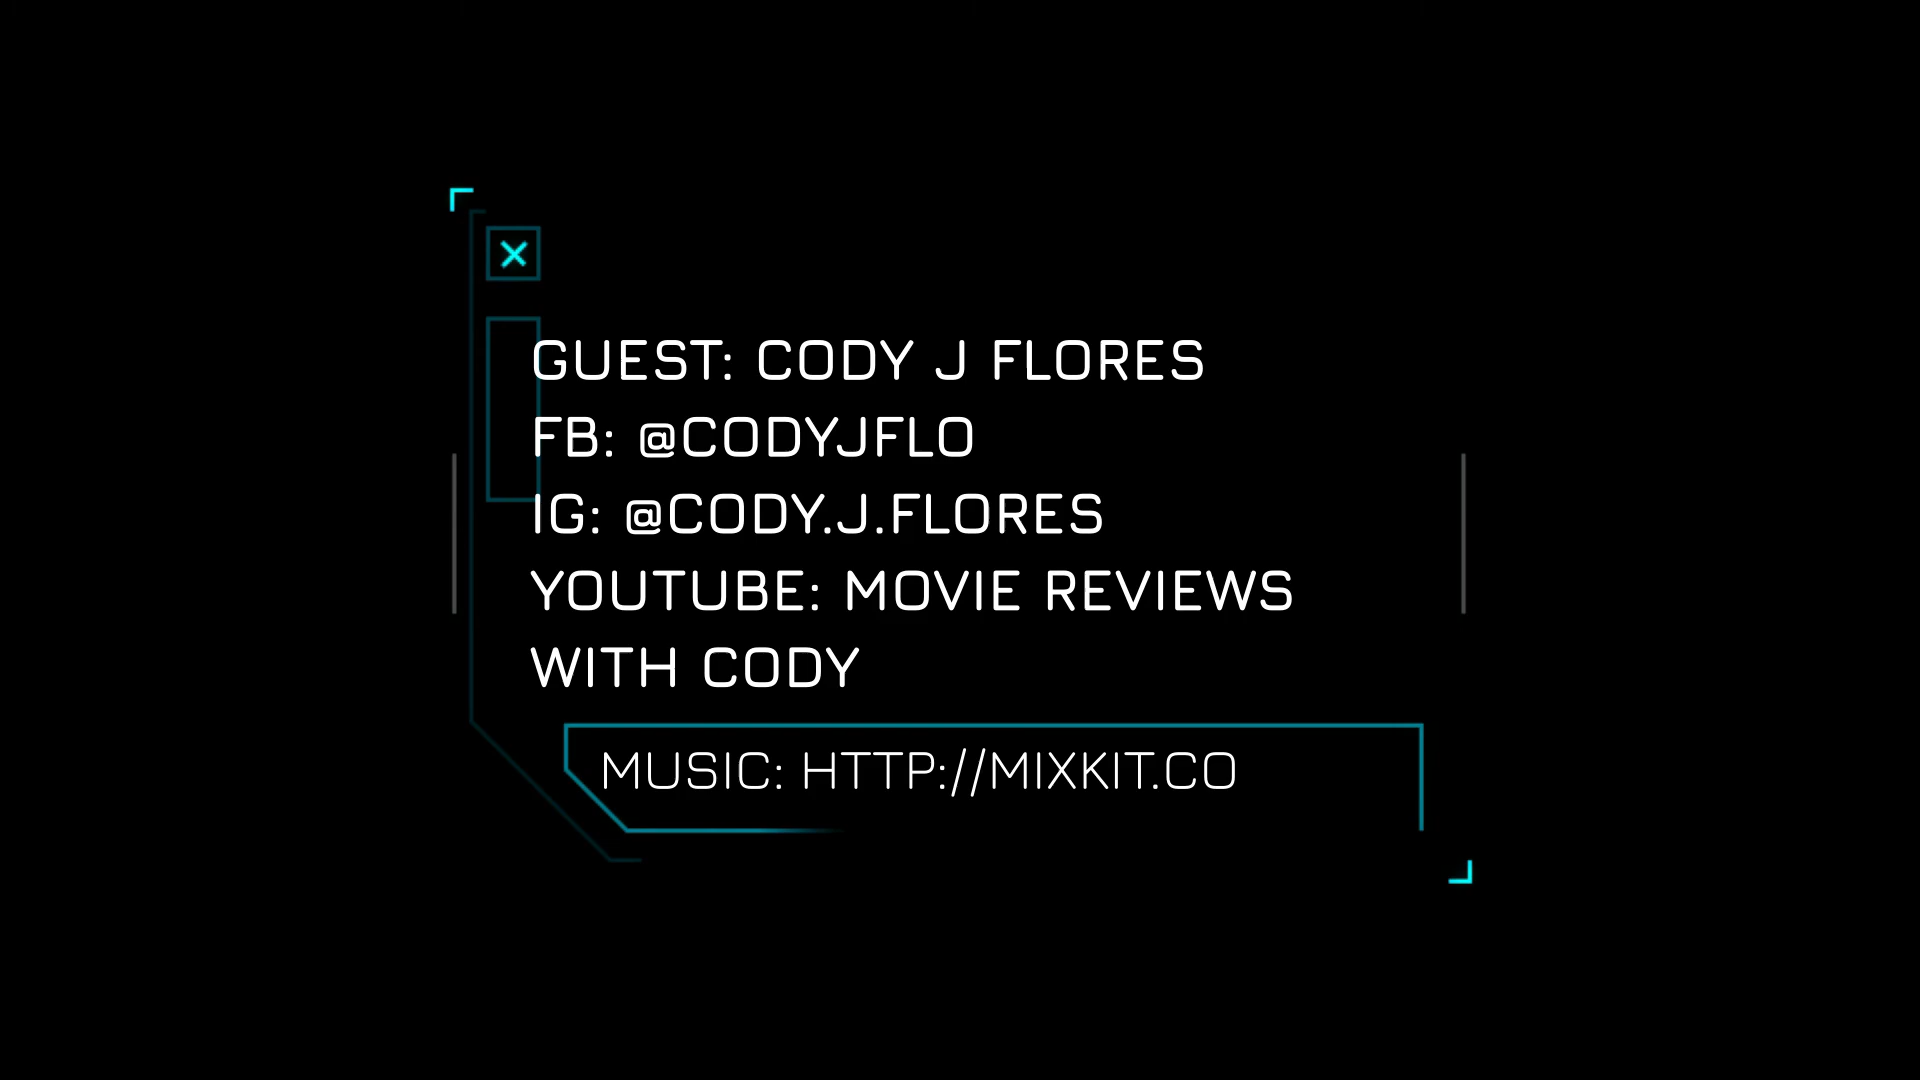 GUEST: CODY J FLORES
FB: @CODYJFLO
IG: @CODY.J.FLORES
YOUTUBE: MOVIE REVIEWS
WITH CODY
MUSIC: HTTP://MIXKIT.CO